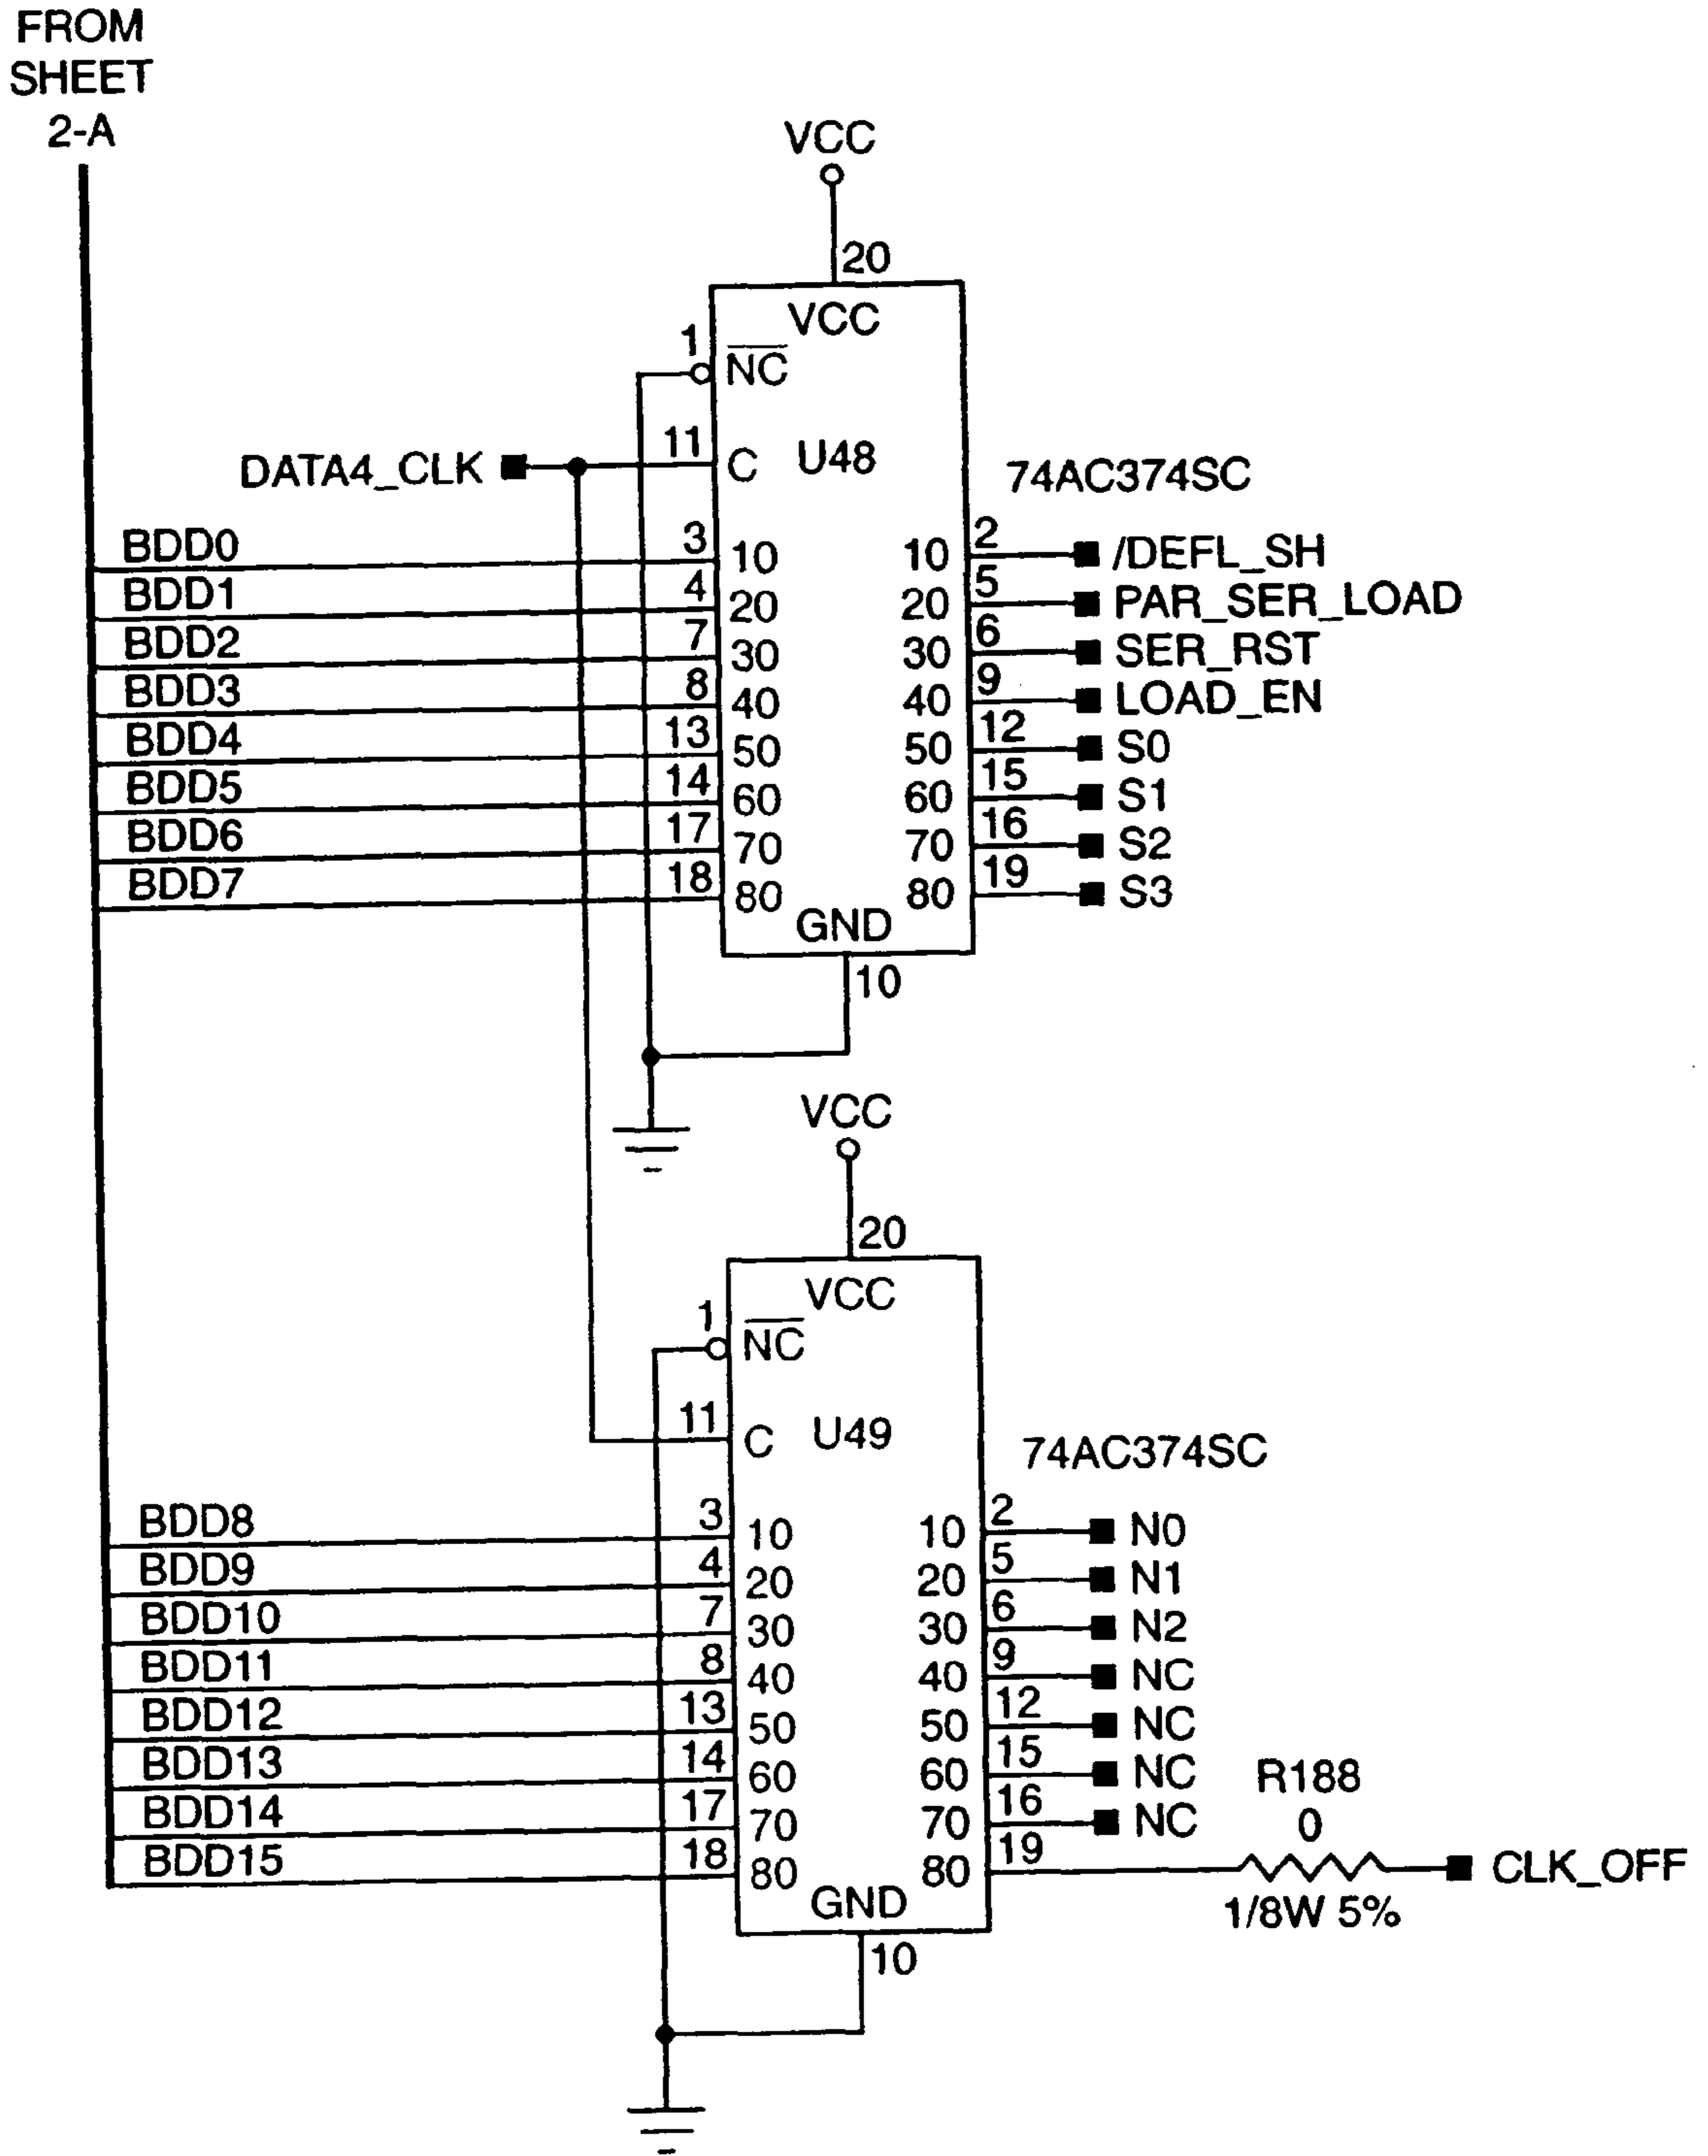 FROM
SHEET
2-A
VCC
20
VCC
1
NC
11
C
U48
74AC374SC
DATA4_CLK
BDD0 3 10 10 2 /DEFL_SH
BDD1 4 20 20 5 PAR_SER_LOAD
BDD2 7 30 30 6 SER_RST
BDD3 8 40 40 9 LOAD_EN
BDD4 13 50 50 12 S0
BDD5 14 60 60 15 S1
BDD6 17 70 70 16 S2
BDD7 18 80 80 19 S3
GND
10
VCC
20
VCC
1
NC
11
C
U49
74AC374SC
BDD8 3 10 10 2 N0
BDD9 4 20 20 5 N1
BDD10 7 30 30 6 N2
BDD11 8 40 40 9 NC
BDD12 13 50 50 12 NC
BDD13 14 60 60 15 NC
BDD14 17 70 70 16 NC
BDD15 18 80 80 19
R188
0
1/8W 5%
CLK_OFF
GND
10